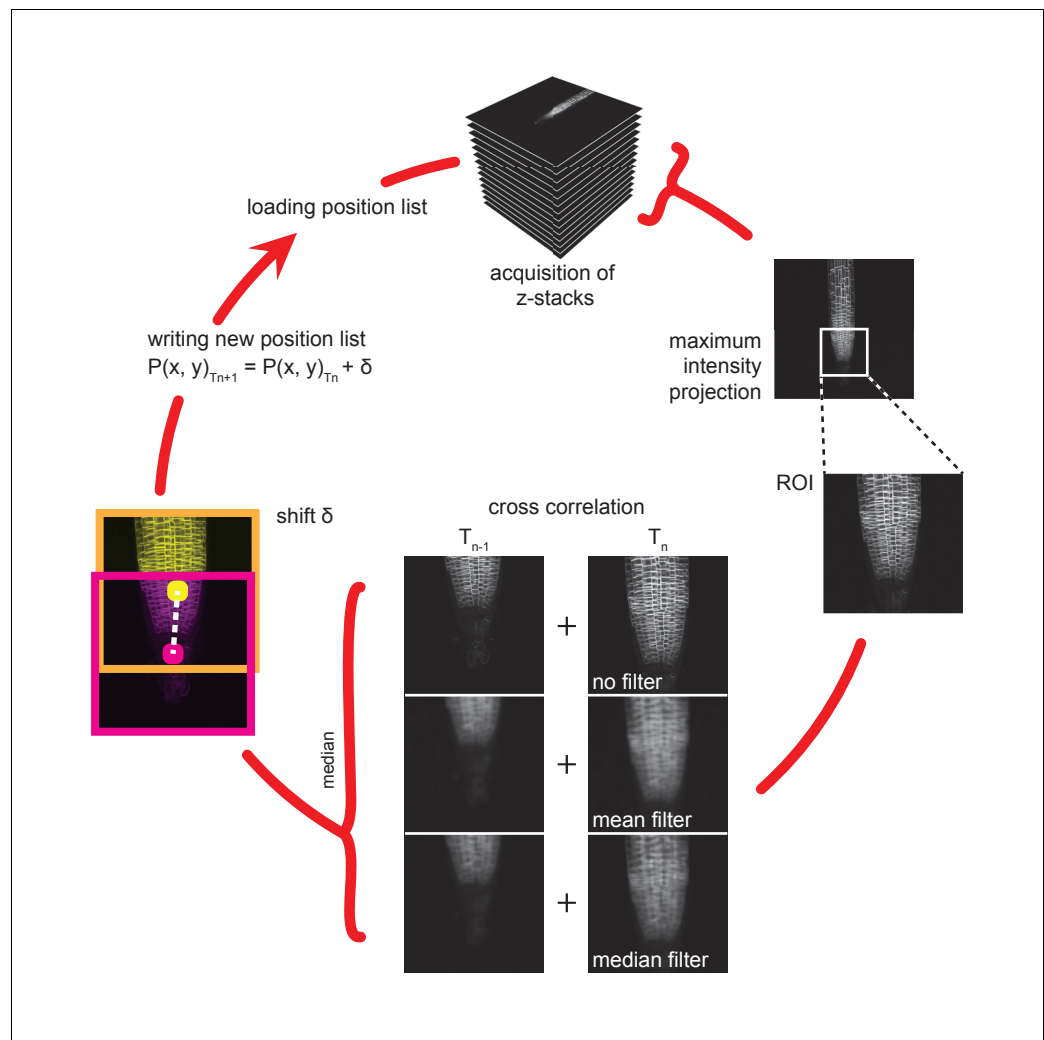 loading position list
acquisition of
z-stacks
writing new position list
P(x, y)Tn+1 = P(x, y)Tn + δ
maximum
intensity
projection
ROI
shift δ
cross correlation
Tn-1
Tn
+
no filter
median
+
mean filter
+
median filter